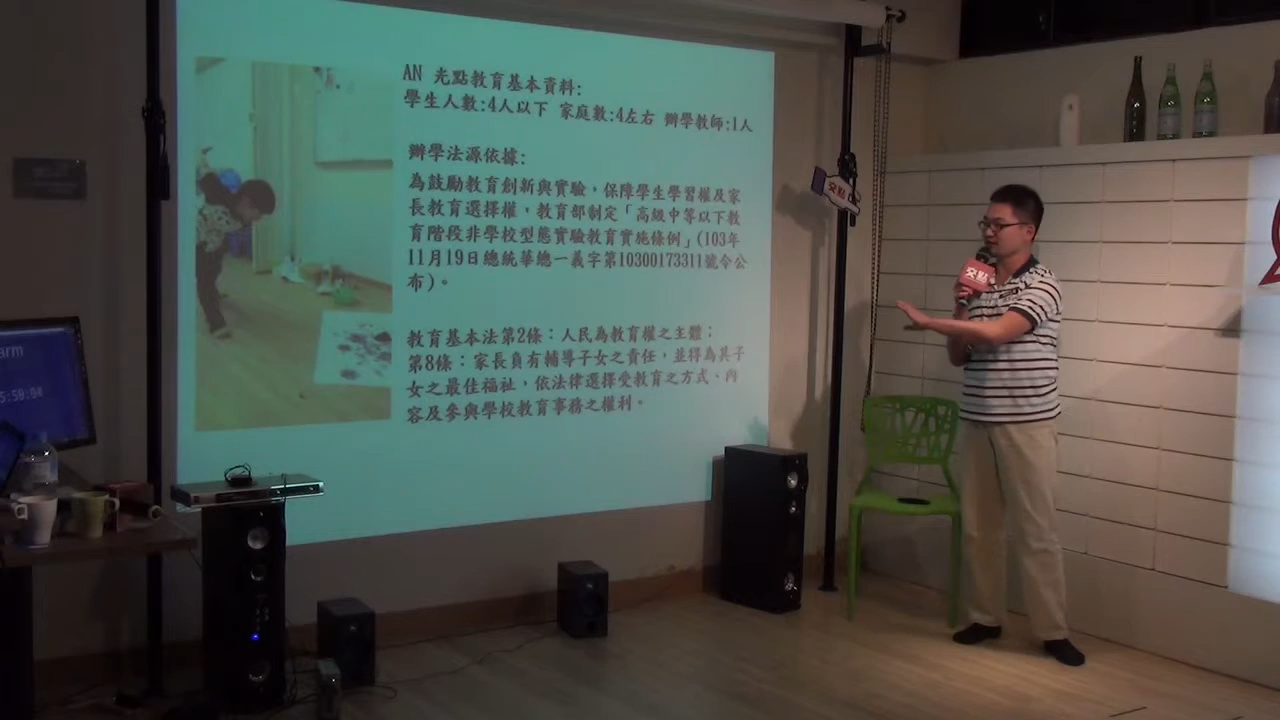 AN 光點教育基本資料:
學生人數:4人以下 家庭數:4左右 辦學教師:1人
辦學法源依據:
為鼓勵教育創新與實驗，保障學生學習權及家
長教育選擇權，教育部制定「高級中等以下教
育階段非學校型態實驗教育實施條例」(103年
11月19日總統華總一義字第10300173311號令公
布)。
教育基本法第2條：人民為教育權之主體；
第8條：家長負有輔導子女之責任，並得為其子
女之最佳福祉，依法律選擇受教育之方式、內
容及參與學校教育事務之權利。
交點
交點
arm